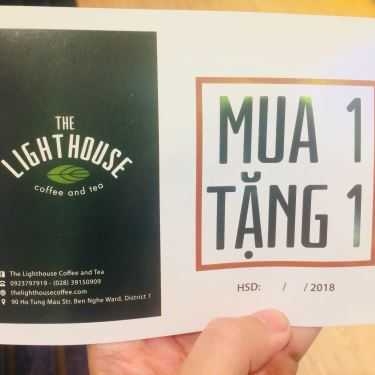 THE
LIGHTHOUSE
coffee and tea
The Lighthouse Coffee and Tea
0923797919 - (028) 39150909
thelighthousecoffee.com
90 Ho Tung Mau Str. Ben Nghe Ward, District 1
MUA 1
TẶNG 1
HSD: / / 2018